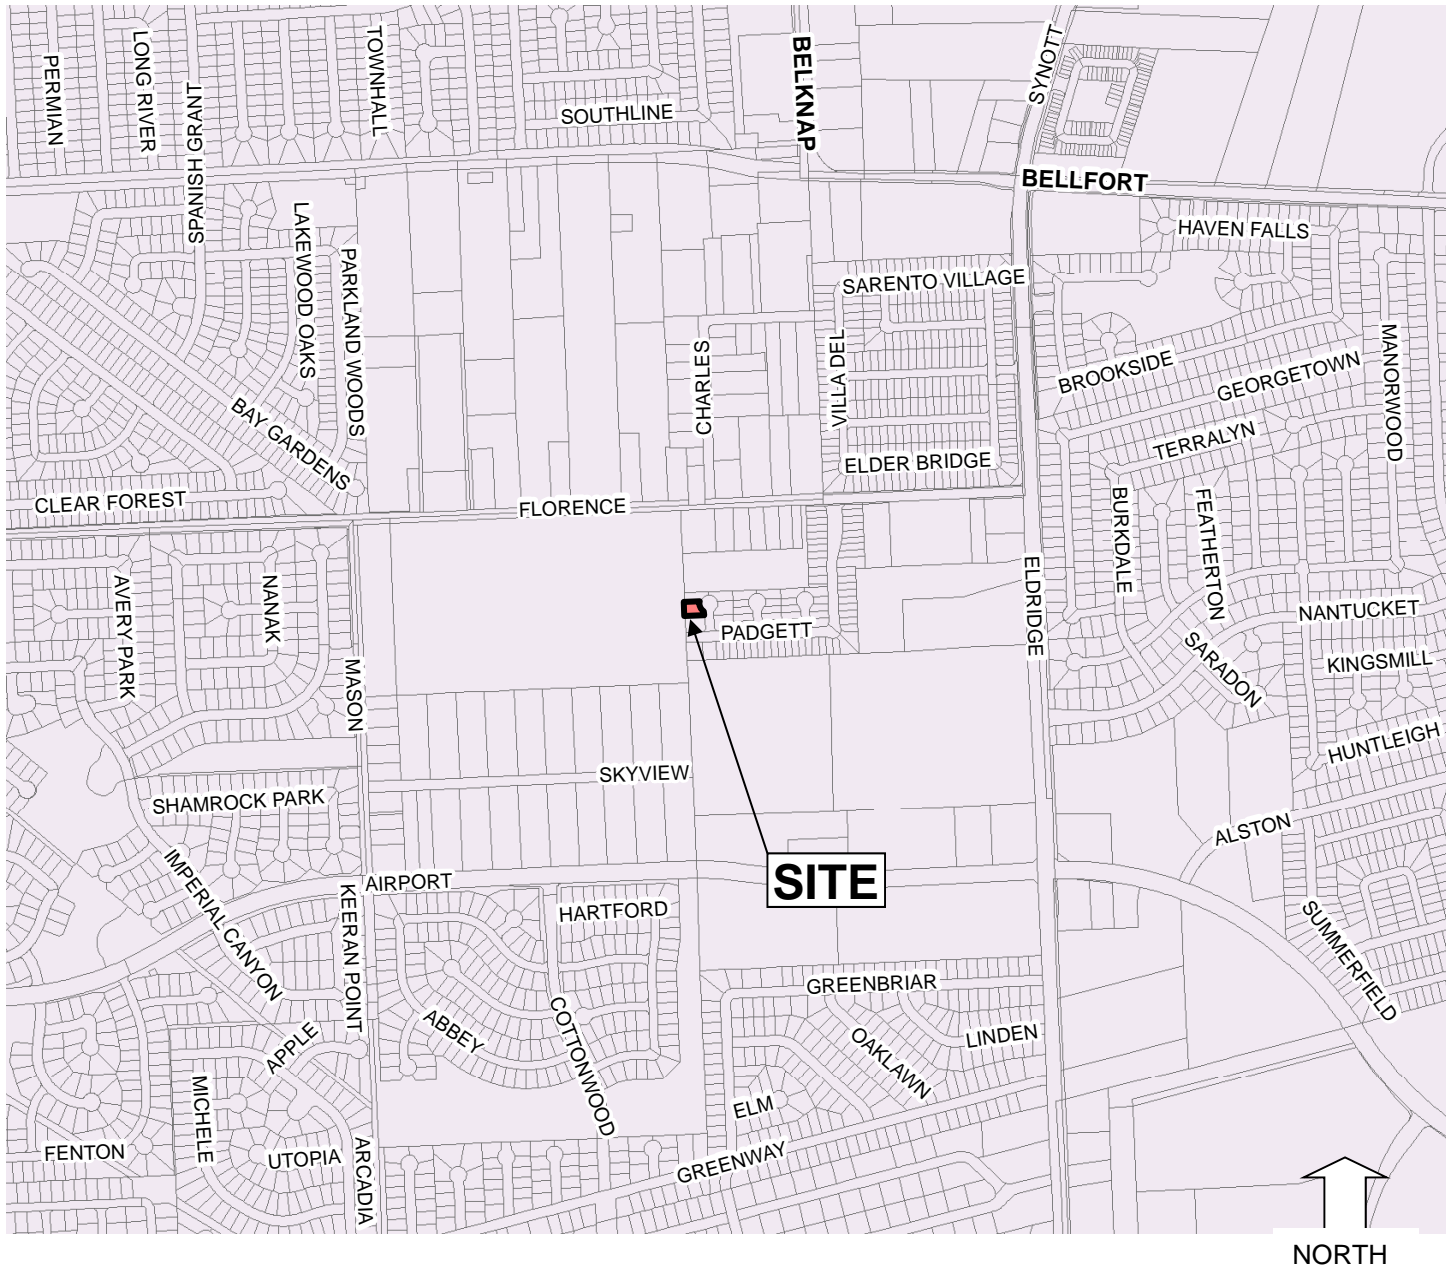 PERMIAN
LONG RIVER
SPANISH GRANT
TOWNHALL
SOUTHLINE
BELKNAP
SYNOTT
BELLFORT
HAVEN FALLS
LAKEWOOD OAKS
PARKLAND WOODS
SARENTO VILLAGE
CHARLES
VILLA DEL
BROOKSIDE
GEORGETOWN
MANORWOOD
BAY GARDENS
TERRALYN
ELDER BRIDGE
CLEAR FOREST
FLORENCE
BURKDALE
FEATHERTON
AVERY PARK
NANAK
ELDRIDGE
NANTUCKET
PADGETT
SARADON
KINGSMILL
MASON
HUNTLEIGH
SKYVIEW
SHAMROCK PARK
ALSTON
IMPERIAL CANYON
AIRPORT
SITE
KEERAN POINT
HARTFORD
SUMMERFIELD
GREENBRIAR
ABBEY
COTTONWOOD
OAKLAWN
LINDEN
APPLE
MICHELE
ELM
FENTON
UTOPIA
ARCADIA
GREENWAY
NORTH